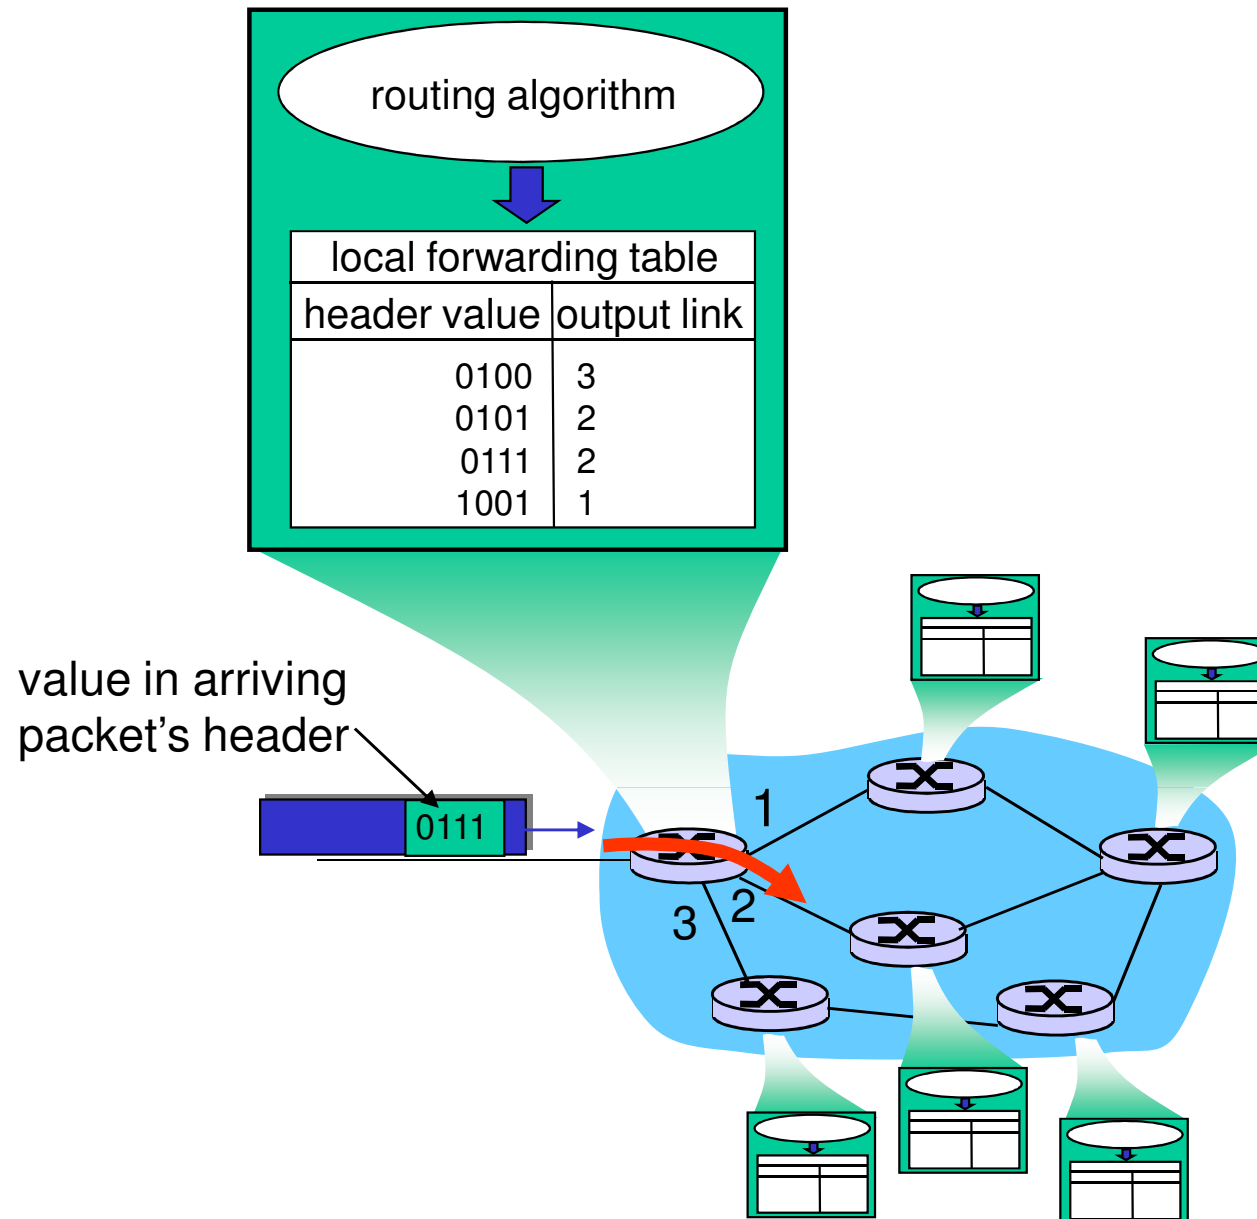 routing algorithm
local forwarding table
header value output link
0100 3
0101 2
0111 2
1001 1
value in arriving
packet's header
0111
1
2
3